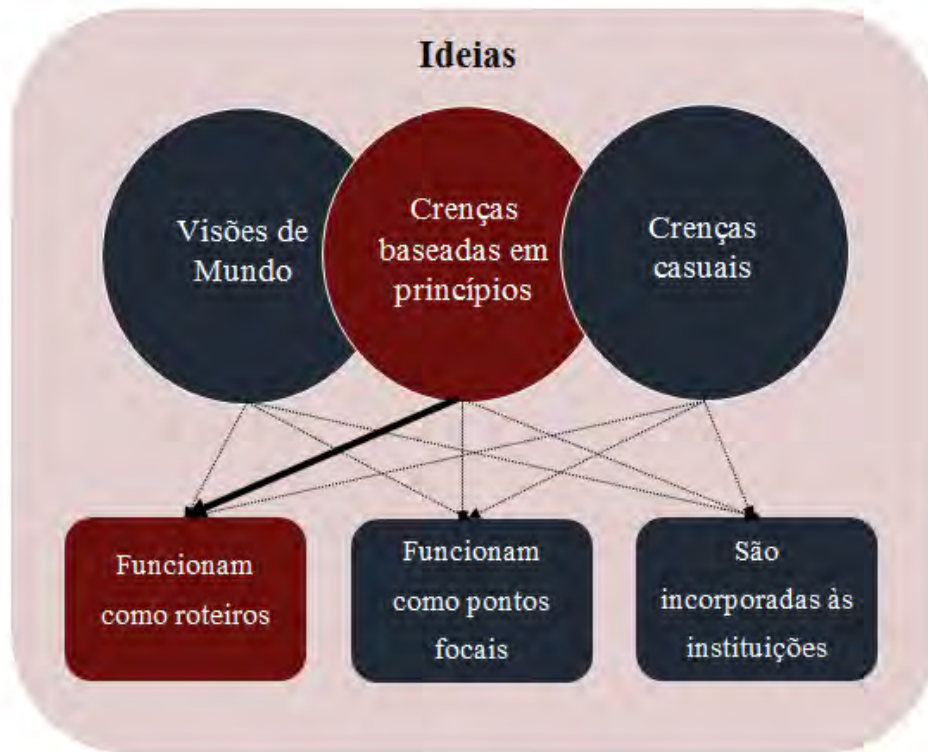 Ideias
Visões de
Mundo
Crenças
baseadas em
princípios
Crenças
casuais
Funcionam
como roteiros
Funcionam
como pontos
focais
São
incorporadas às
instituições